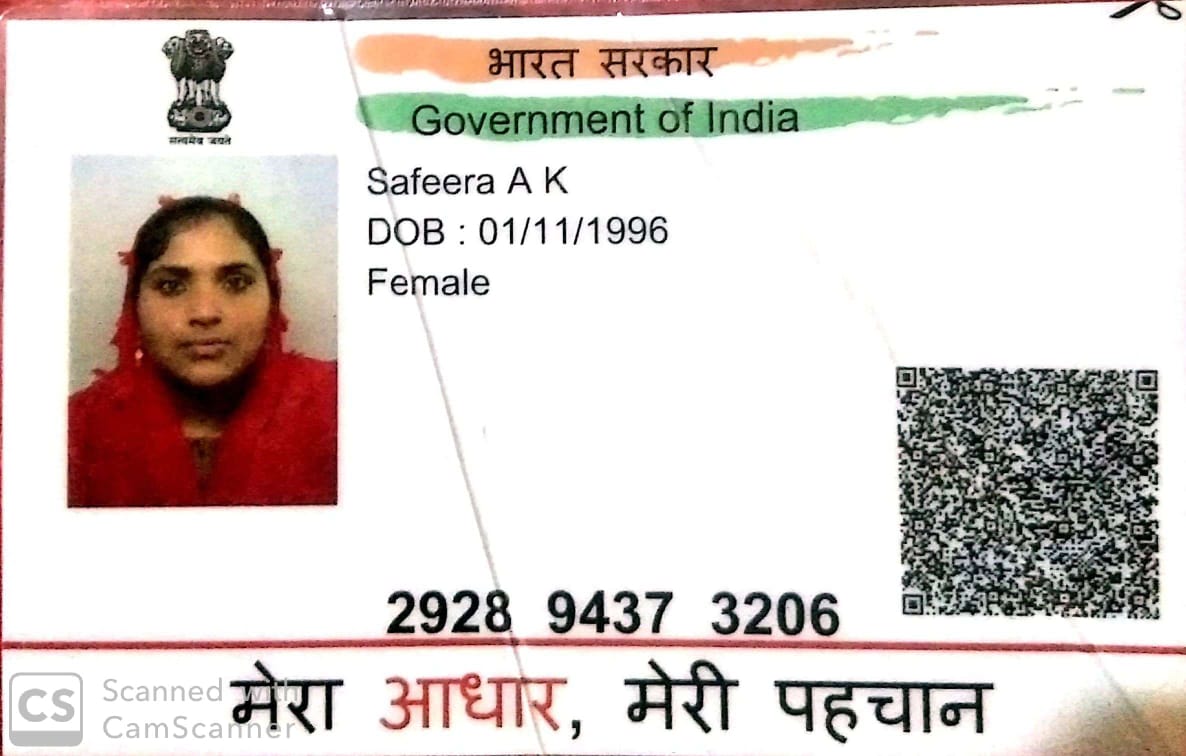 भारत सरकार
Government of India
सत्यमेव जयते
Safeera A K
DOB : 01/11/1996
Female
2928 9437 3206
मेरा आधार, मेरी पहचान
CS Scanned with
CamScanner